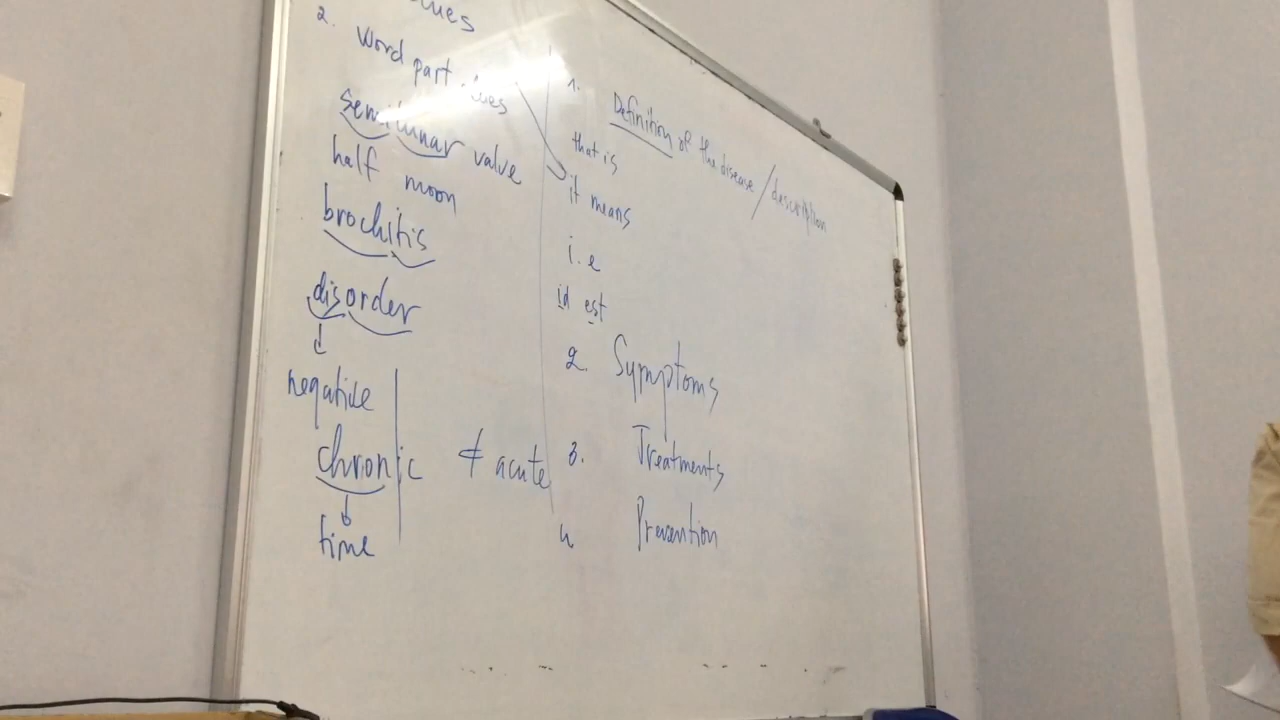 2. Word part clues
semilunar valve
half moon
brochitis
disorder
↓
negative
chronic ≠ acute
↓
time
1. Definition of the disease / description
that is
it means
i.e
id est
2. Symptoms
3. Treatments
4 Prevention